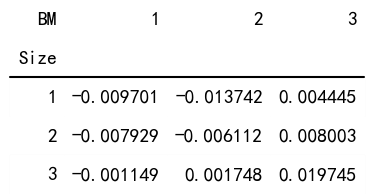 BM 1 2 3
Size
1 -0.009701 -0.013742 0.004445
2 -0.007929 -0.006112 0.008003
3 -0.001149 0.001748 0.019745